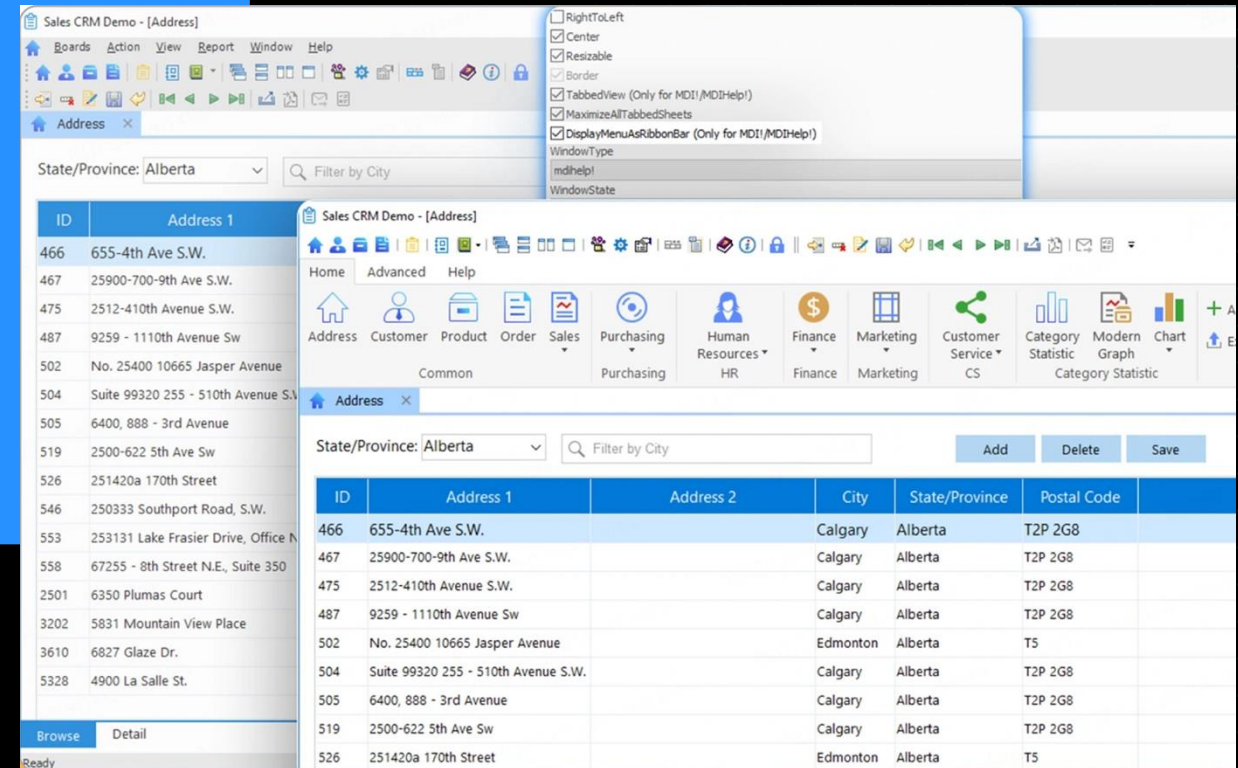 Sales CRM Demo - [Address]
Boards Action View Report Window Help
Address
State/Province: Alberta
Filter by City
ID Address 1
466 655-4th Ave S.W.
467 25900-700-9th Ave S.W.
475 2512-410th Avenue S.W.
487 9259 - 1110th Avenue Sw
502 No. 25400 10665 Jasper Avenue
504 Suite 99320 255 - 510th Avenue S.W
505 6400, 888 - 3rd Avenue
519 2500-622 5th Ave Sw
526 251420a 170th Street
546 250333 Southport Road, S.W.
553 253131 Lake Frasier Drive, Office N
558 67255 - 8th Street N.E., Suite 350
2501 6350 Plumas Court
3202 5831 Mountain View Place
3610 6827 Glaze Dr.
5328 4900 La Salle St.
Browse Detail
Ready
RightToLeft
Center
Resizable
Border
TabbedView (Only for MDI!/MDIHelp!)
MaximizeAllTabbedSheets
DisplayMenuAsRibbonBar (Only for MDI!/MDIHelp!)
WindowType
mdihelp!
WindowState
Sales CRM Demo - [Address]
Home Advanced Help
Address Customer Product Order Sales Purchasing Human Resources Finance Marketing Customer Service Category Statistic Modern Graph Chart
Common Purchasing HR Finance Marketing CS Category Statistic
Address
State/Province: Alberta
Filter by City
Add Delete Save
ID Address 1 Address 2 City State/Province Postal Code
466 655-4th Ave S.W. Calgary Alberta T2P 2G8
467 25900-700-9th Ave S.W. Calgary Alberta T2P 2G8
475 2512-410th Avenue S.W. Calgary Alberta T2P 2G8
487 9259 - 1110th Avenue Sw Calgary Alberta T2P 2G8
502 No. 25400 10665 Jasper Avenue Edmonton Alberta T5
504 Suite 99320 255 - 510th Avenue S.W. Calgary Alberta T2P 2G8
505 6400, 888 - 3rd Avenue Calgary Alberta T2P 2G8
519 2500-622 5th Ave Sw Calgary Alberta T2P 2G8
526 251420a 170th Street Edmonton Alberta T5